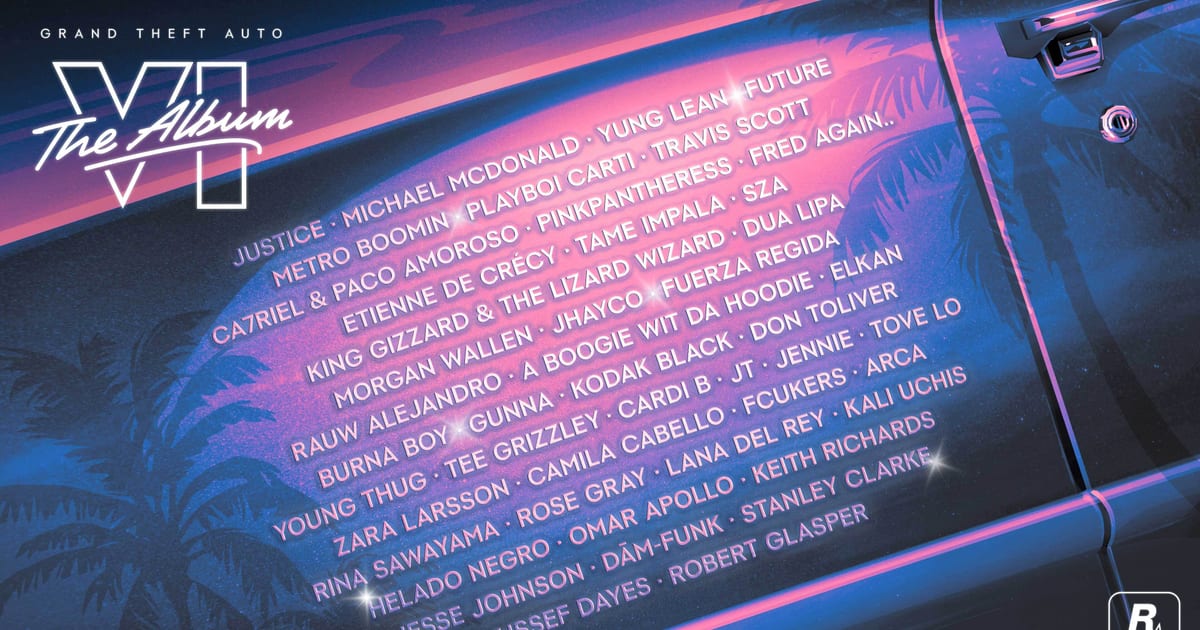 GRAND THEFT AUTO
VI
The Album
JUSTICE · MICHAEL MCDONALD · YUNG LEAN · FUTURE
METRO BOOMIN · PLAYBOI CARTI · TRAVIS SCOTT
CA7RIEL & PACO AMOROSO · PINKPANTHERESS · FRED AGAIN..
ETIENNE DE CRÉCY · TAME IMPALA · SZA
KING GIZZARD & THE LIZARD WIZARD · DUA LIPA
MORGAN WALLEN · JHAYCO · FUERZA REGIDA
RAUW ALEJANDRO · A BOOGIE WIT DA HOODIE · ELKAN
BURNA BOY · GUNNA · KODAK BLACK · DON TOLIVER
YOUNG THUG · TEE GRIZZLEY · CARDI B · JT · JENNIE · TOVE LO
ZARA LARSSON · CAMILA CABELLO · FCUKERS · ARCA
RINA SAWAYAMA · ROSE GRAY · LANA DEL REY · KALI UCHIS
HELADO NEGRO · OMAR APOLLO · KEITH RICHARDS
JESSE JOHNSON · DÃM-FUNK · STANLEY CLARKE
DAYES · ROBERT GLASPER
R